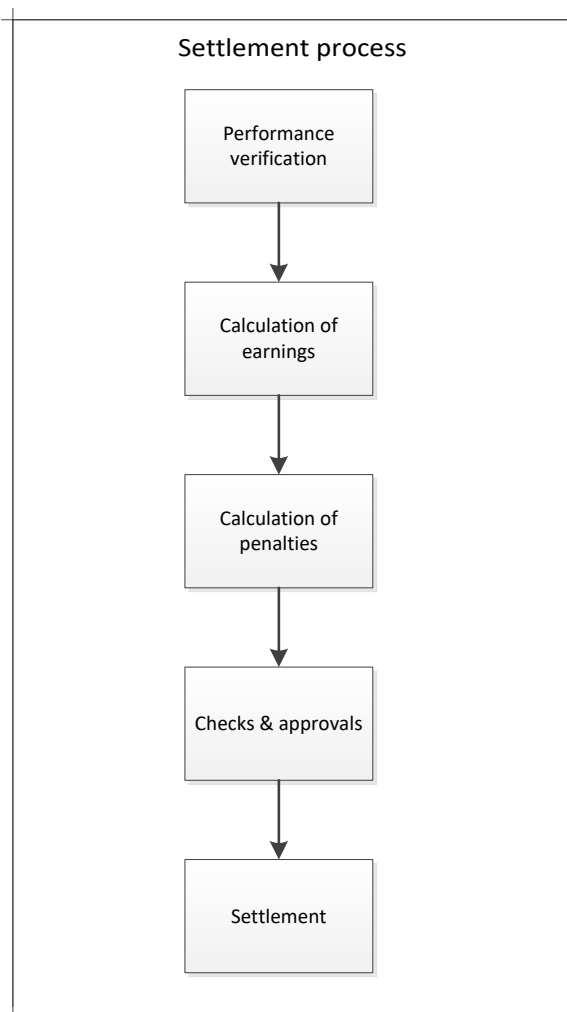 Settlement process
Performance
verification
Calculation of
earnings
Calculation of
penalties
Checks & approvals
Settlement